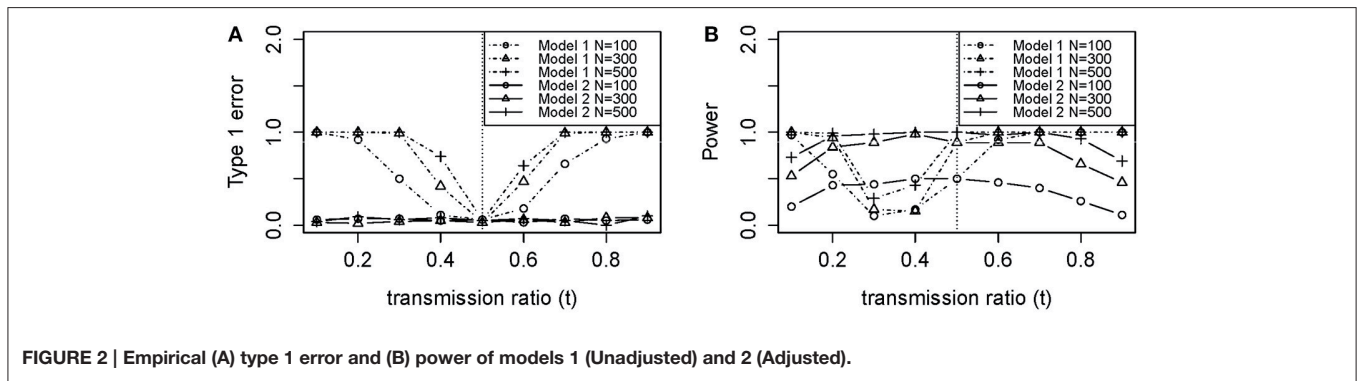 A
2.0
1.0
0.0
Type 1 error
Model 1 N=100
Model 1 N=300
Model 1 N=500
Model 2 N=100
Model 2 N=300
Model 2 N=500
0.2 0.4 0.6 0.8
transmission ratio (t)
B
2.0
1.0
0.0
Power
Model 1 N=100
Model 1 N=300
Model 1 N=500
Model 2 N=100
Model 2 N=300
Model 2 N=500
0.2 0.4 0.6 0.8
transmission ratio (t)
FIGURE 2 | Empirical (A) type 1 error and (B) power of models 1 (Unadjusted) and 2 (Adjusted).